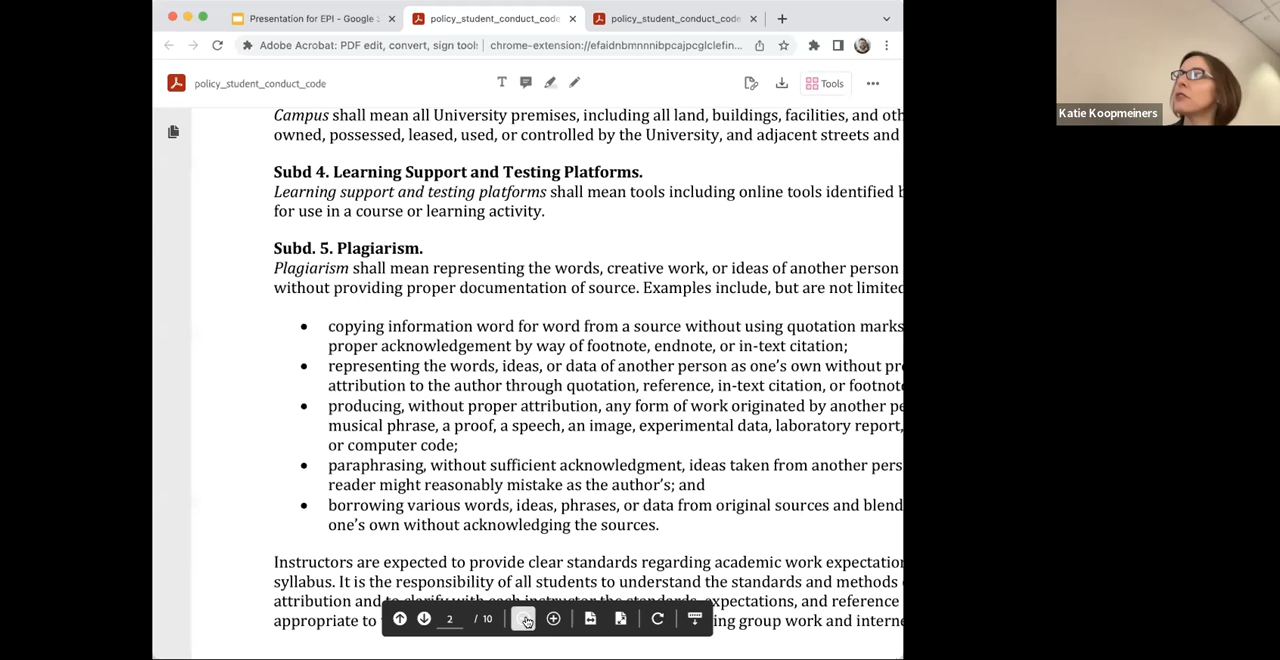 Presentation for EPI - Google
policy_student_conduct_code
policy_student_conduct_code
Adobe Acrobat: PDF edit, convert, sign tools
chrome-extension://efaidnbmnnnibpcajpcglclefin...
policy_student_conduct_code
Tools
Katie Koopmeiners
Campus shall mean all University premises, including all land, buildings, facilities, and
owned, possessed, leased, used, or controlled by the University, and adjacent streets and
Subd 4. Learning Support and Testing Platforms.
Learning support and testing platforms shall mean tools including online tools identified
for use in a course or learning activity.
Subd. 5. Plagiarism.
Plagiarism shall mean representing the words, creative work, or ideas of another person
without providing proper documentation of source. Examples include, but are not limited
• copying information word for word from a source without using quotation marks
proper acknowledgement by way of footnote, endnote, or in-text citation;
• representing the words, ideas, or data of another person as one's own without
attribution to the author through quotation, reference, in-text citation, or footnote
• producing, without proper attribution, any form of work originated by another
musical phrase, a proof, a speech, an image, experimental data, laboratory report,
or computer code;
• paraphrasing, without sufficient acknowledgment, ideas taken from another
reader might reasonably mistake as the author's; and
• borrowing various words, ideas, phrases, or data from original sources and
one's own without acknowledging the sources.
Instructors are expected to provide clear standards regarding academic work
syllabus. It is the responsibility of all students to understand the standards and methods
attribution and to clarify with each instructor the standards, expectations, and reference
appropriate to group work and
2 / 10